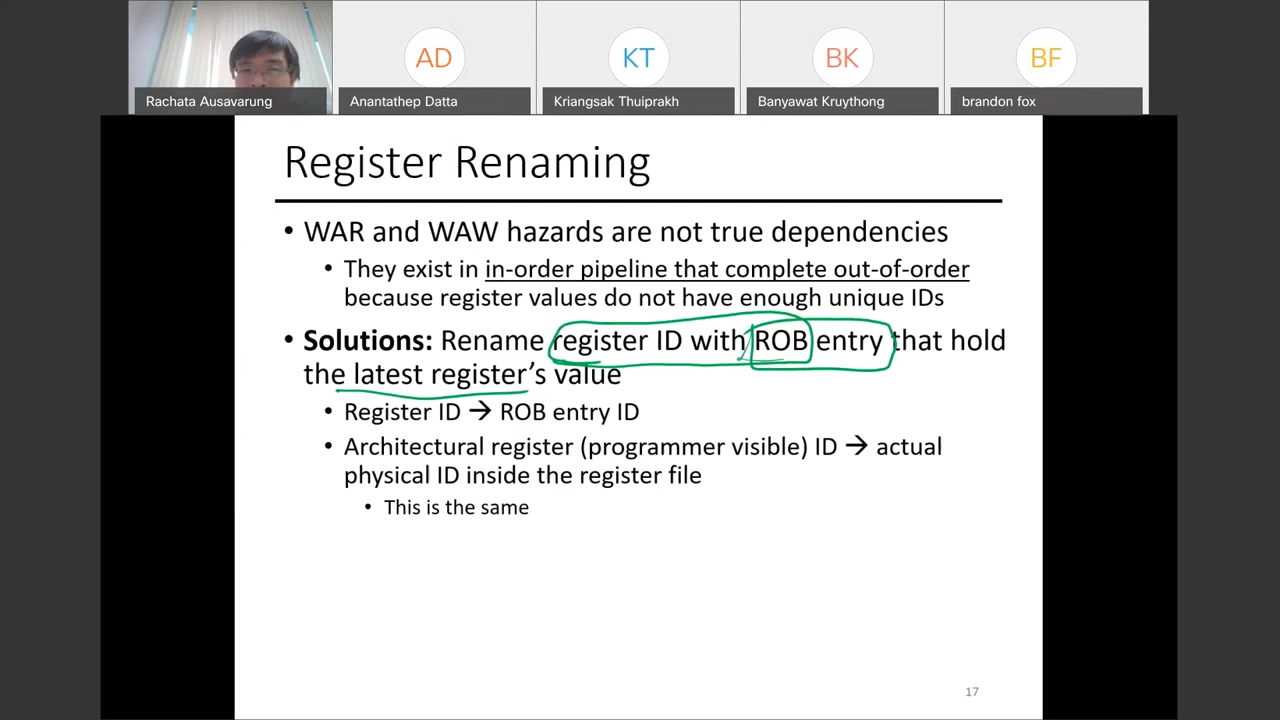 AD
KT
BK
BF
Rachata Ausavarung
Anantathep Datta
Kriangsak Thuiprakh
Banyawat Kruythong
brandon fox
Register Renaming
• WAR and WAW hazards are not true dependencies
• They exist in in-order pipeline that complete out-of-order
because register values do not have enough unique IDs
• Solutions: Rename register ID with ROB entry that hold
the latest register’s value
• Register ID → ROB entry ID
• Architectural register (programmer visible) ID → actual
physical ID inside the register file
• This is the same
17